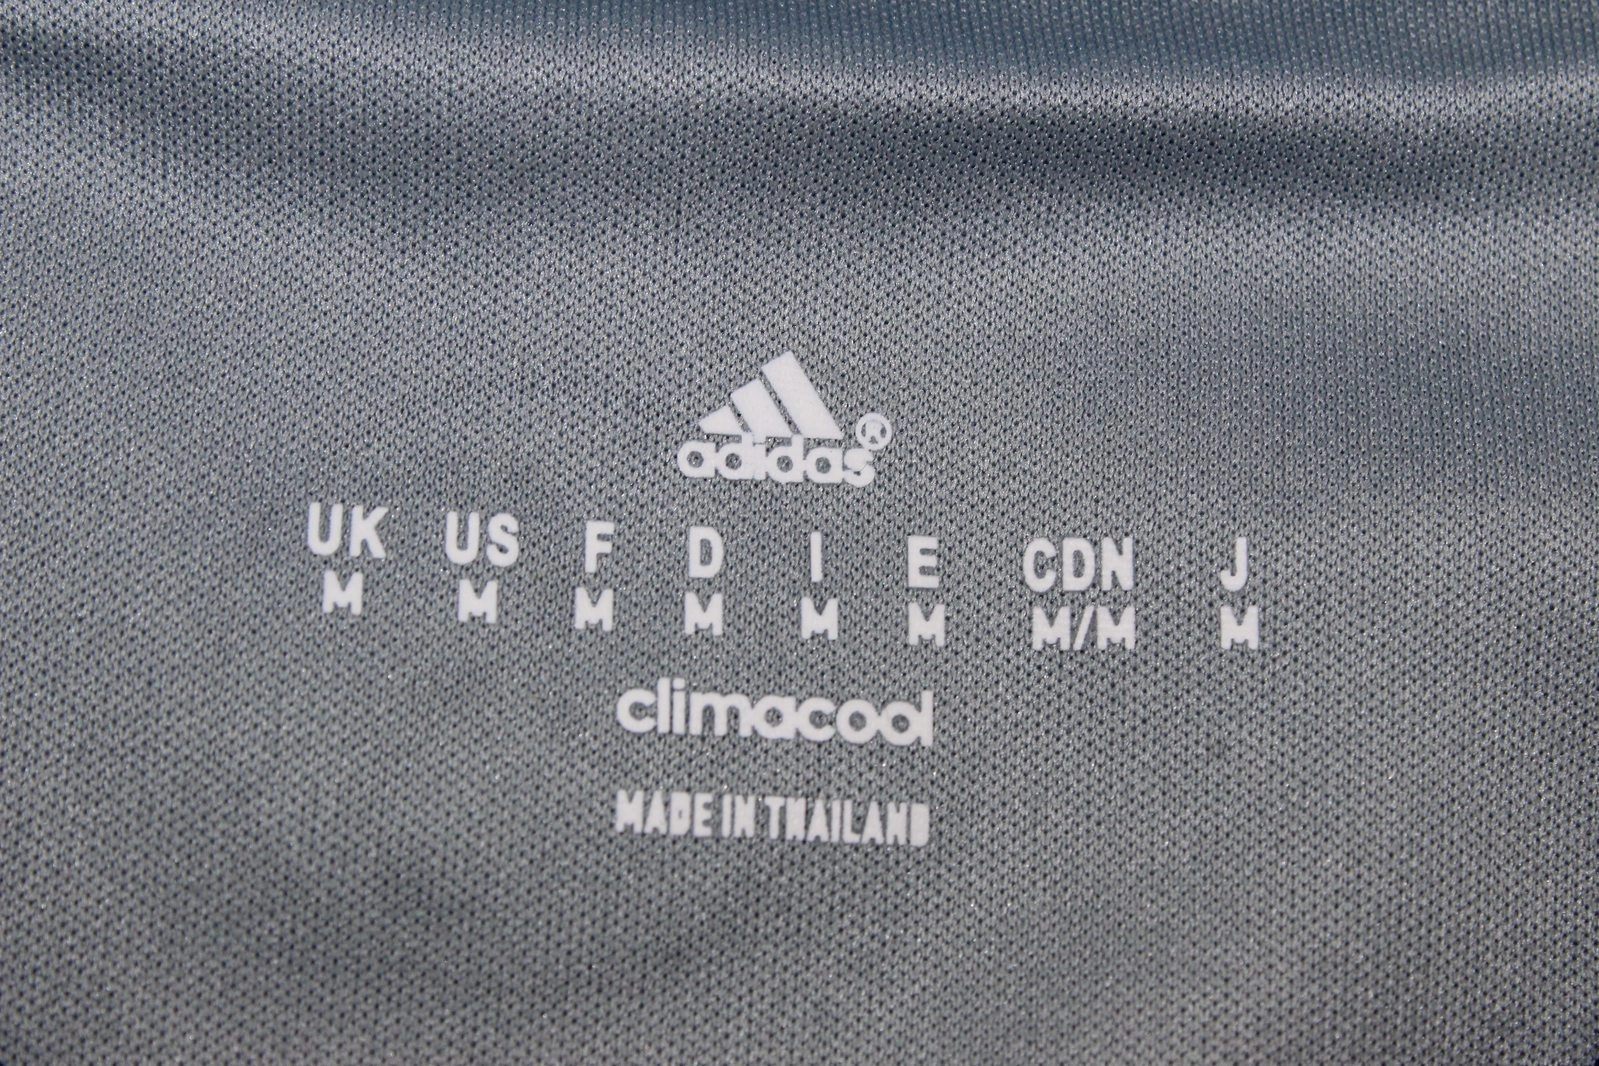 adidas®
UK US F D I E CDN J
M M M M M M M/M M
climacool
MADE IN THAILAND